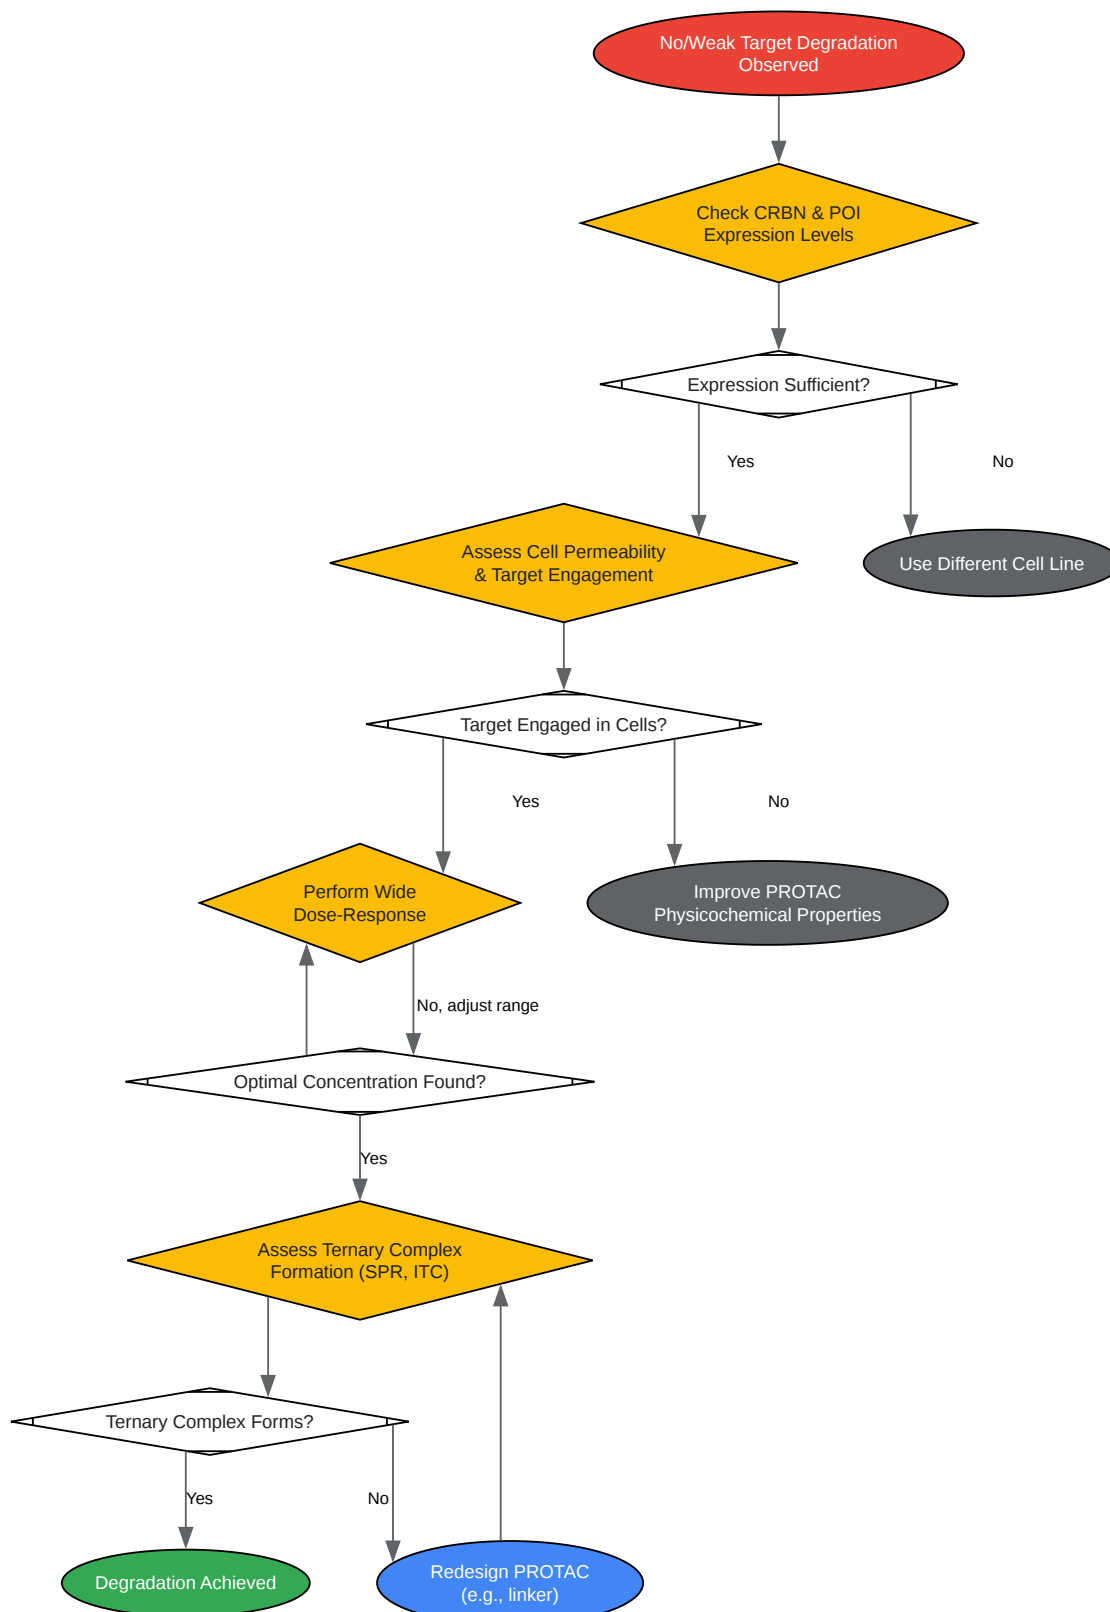 No/Weak Target Degradation
Observed
Check CRBN & POI
Expression Levels
Expression Sufficient?
Yes
No
Assess Cell Permeability
& Target Engagement
Use Different Cell Line
Target Engaged in Cells?
Yes
No
Perform Wide
Dose-Response
Improve PROTAC
Physicochemical Properties
No, adjust range
Optimal Concentration Found?
Yes
Assess Ternary Complex
Formation (SPR, ITC)
Ternary Complex Forms?
Yes
No
Degradation Achieved
Redesign PROTAC
(e.g., linker)